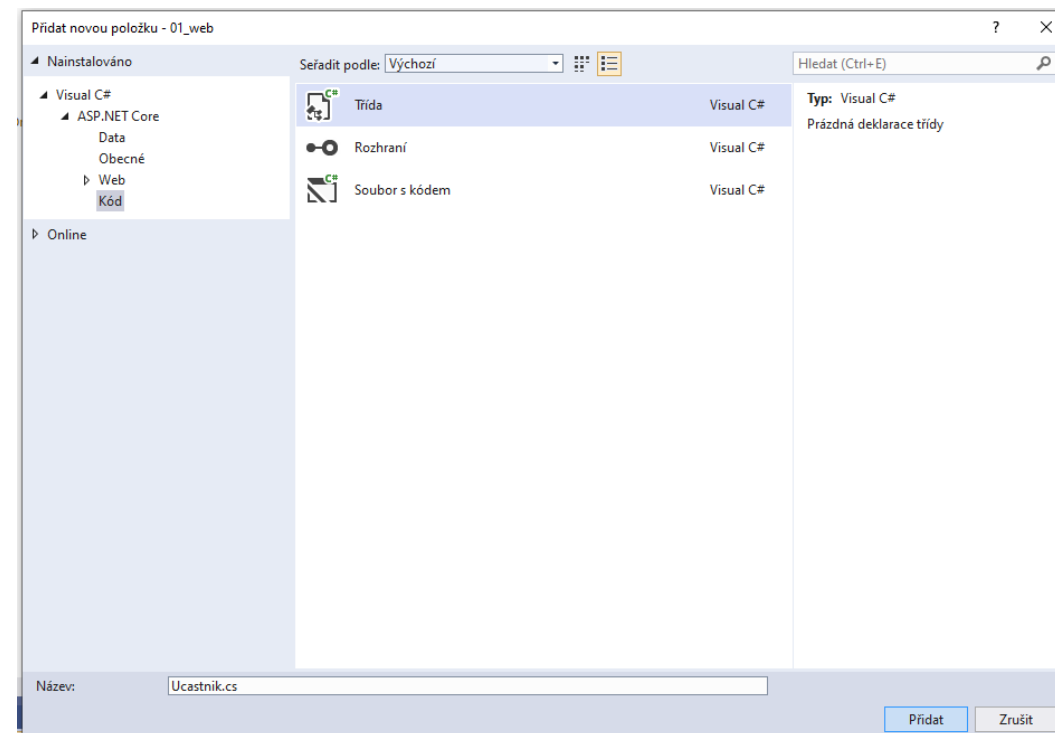 Přidat novou položku - 01_web
?
Nainstalováno
Seřadit podle: Výchozí
Hledat (Ctrl+E)
Visual C#
ASP.NET Core
Data
Obecné
Web
Kód
Online
C#
Třída Visual C#
Rozhraní Visual C#
C#
Soubor s kódem Visual C#
Typ: Visual C#
Prázdná deklarace třídy
Název: Ucastnik.cs
Přidat Zrušit